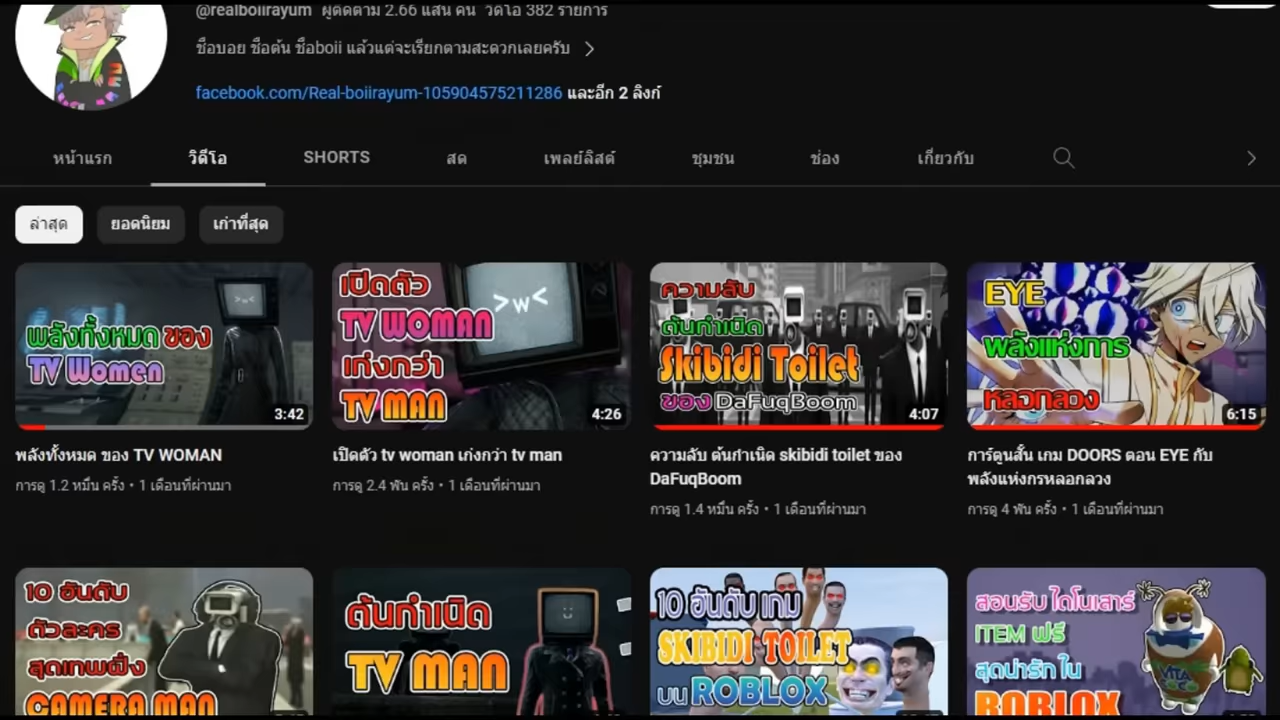 @realboiirayum ผู้ติดตาม 2.66 แสน คน วิดีโอ 382 รายการ
ชื่อบอย ชื่อต้น ชื่อboii แล้วแต่จะเรียกตามสะดวกเลยครับ
facebook.com/Real-boiirayum-105904575211286 และอีก 2 ลิงก์
หน้าแรก วิดีโอ SHORTS สด เพลย์ลิสต์ ชุมชน ช่อง เกี่ยวกับ
ล่าสุด ยอดนิยม เก่าที่สุด
พลังทั้งหมด ของ
TV Women
3:42
เปิดตัว
TV WOMAN
เก่งกว่า
TV MAN
>w<
4:26
ความลับ
ต้นกำเนิด
Skibidi Toilet
ของ DaFuqBoom
4:07
EYE
พลังแห่งการ
หลอกลวง
6:15
พลังทั้งหมด ของ TV WOMAN
การดู 1.2 หมื่น ครั้ง • 1 เดือนที่ผ่านมา
เปิดตัว tv woman เก่งกว่า tv man
การดู 2.4 พัน ครั้ง • 1 เดือนที่ผ่านมา
ความลับ ต้นกำเนิด skibidi toilet ของ
DaFuqBoom
การดู 1.4 หมื่น ครั้ง • 1 เดือนที่ผ่านมา
การ์ตูนสั้น เกม DOORS ตอน EYE กับ
พลังแห่งกรหลอกลวง
การดู 4 พัน ครั้ง • 1 เดือนที่ผ่านมา
10 อันดับ
ตัวละคร
สุดเทพฝั่ง
CAMERA MAN
ต้นกำเนิด
TV MAN
10 อันดับ เกม
SKIBIDI TOILET
บน ROBLOX
สอนรับ ไดโนเสาร์
ITEM ฟรี
สุดน่ารัก ใน
ROBLOX